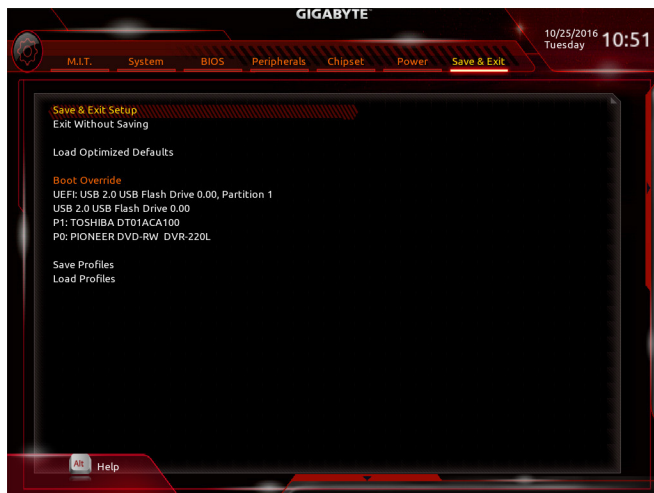 GIGABYTE
10/25/2016 10:51
Tuesday
M.I.T. System BIOS Peripherals Chipset Power Save & Exit
Save & Exit Setup
Exit Without Saving
Load Optimized Defaults
Boot Override
UEFI: USB 2.0 USB Flash Drive 0.00, Partition 1
USB 2.0 USB Flash Drive 0.00
P1: TOSHIBA DT01ACA100
P0: PIONEER DVD-RW  DVR-220L
Save Profiles
Load Profiles
Alt Help